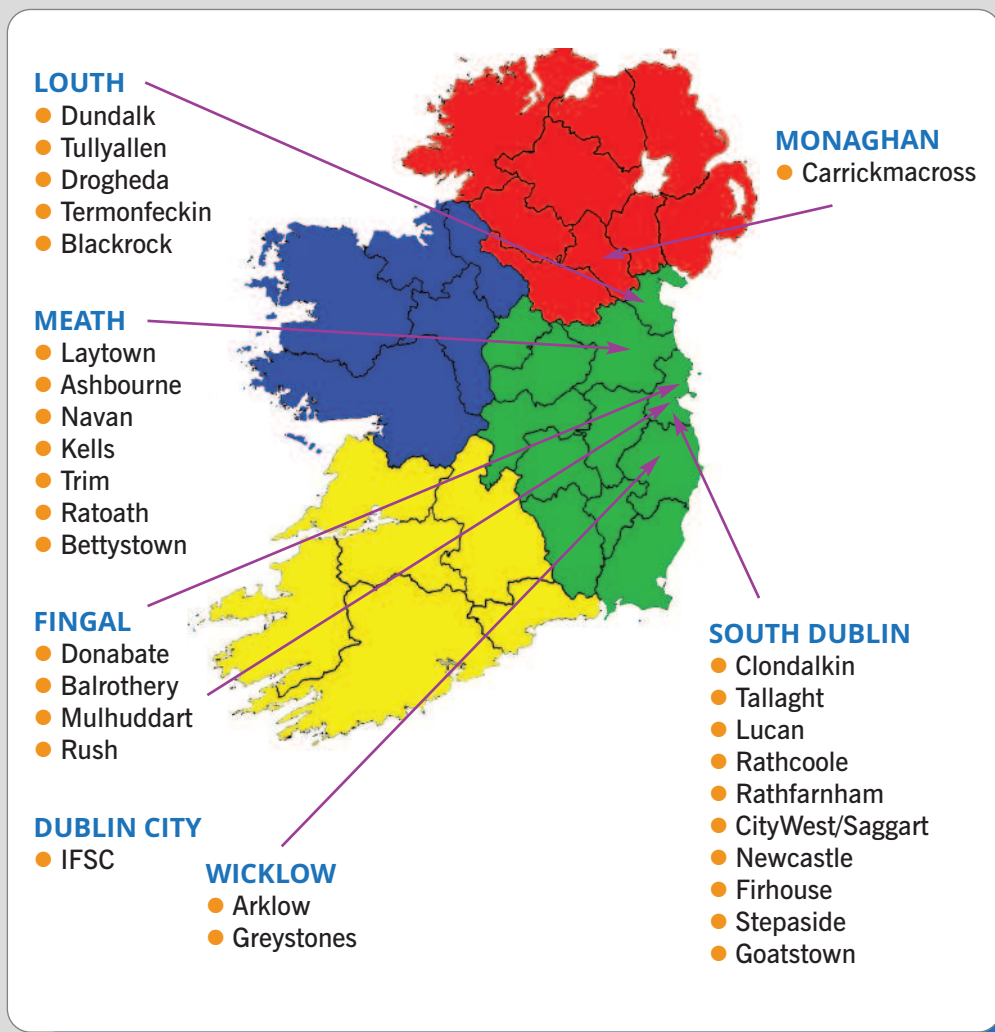 LOUTH
● Dundalk
● Tullyallen
● Drogheda
● Termonfeckin
● Blackrock
MONAGHAN
● Carrickmacross
MEATH
● Laytown
● Ashbourne
● Navan
● Kells
● Trim
● Ratoath
● Bettystown
FINGAL
● Donabate
● Balrothery
● Mulhuddart
● Rush
DUBLIN CITY
● IFSC
WICKLOW
● Arklow
● Greystones
SOUTH DUBLIN
● Clondalkin
● Tallaght
● Lucan
● Rathcoole
● Rathfarnham
● CityWest/Saggart
● Newcastle
● Firhouse
● Stepaside
● Goatstown